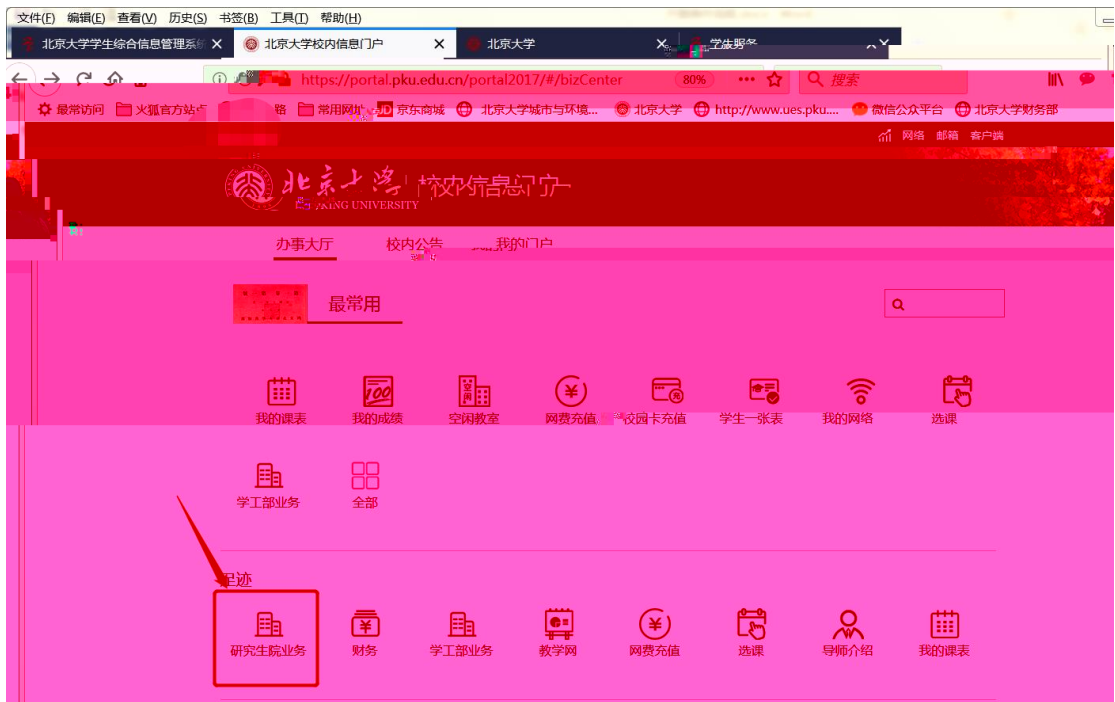 文件(F) 编辑(E) 查看(V) 历史(S) 书签(B) 工具(T) 帮助(H)
北京大学学生综合信息管理系统 北京大学校内信息门户 北京大学
https://portal.pku.edu.cn/portal2017/#/bizCenter 80% 搜索
最常访问 火狐官方站点 常用网址 JD 京东商城 北京大学城市与环境... 北京大学 http://www.ues.pku.... 微信公众平台 北京大学财务部
网络 邮箱 客户端
北京大学 校内信息门户
UNIVERSITY
办事大厅 校内公告 我的门户
最常用
我的课表 我的成绩 空闲教室 网费充值 校园卡充值 学生一张表 我的网络 选课
学工部业务 全部
足迹
研究生院业务 财务 学工部业务 教学网 网费充值 选课 导师介绍 我的课表